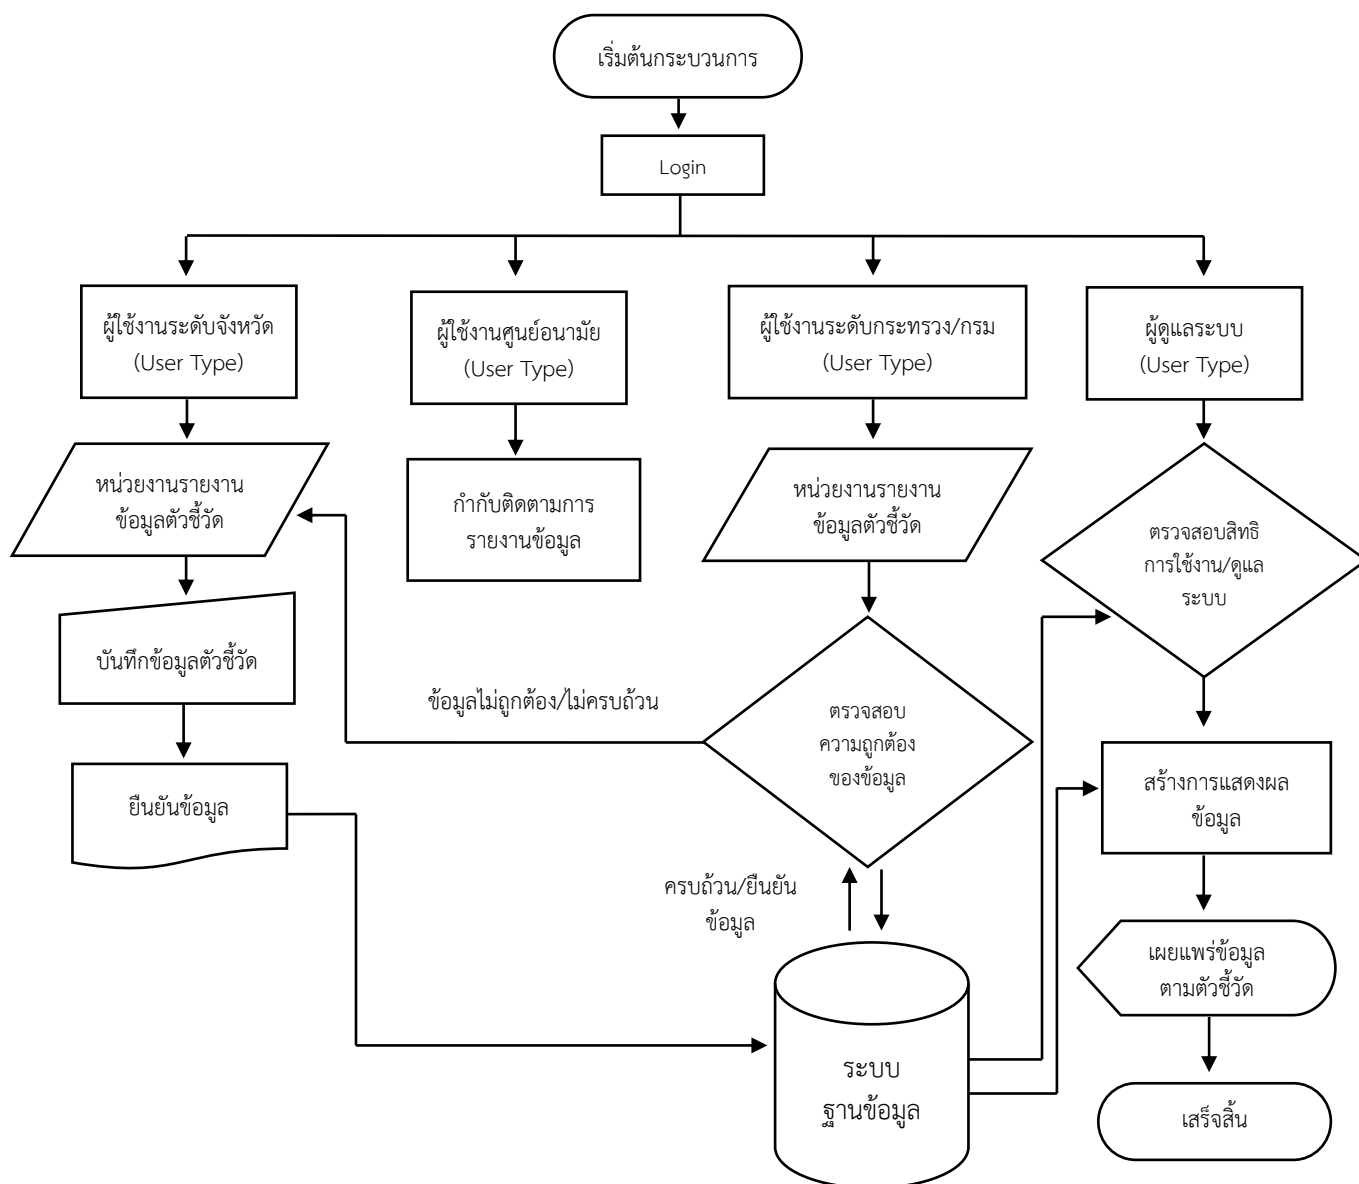 เริ่มต้นกระบวนการ
Login
ผู้ใช้งานระดับจังหวัด
(User Type)
ผู้ใช้งานศูนย์อนามัย
(User Type)
ผู้ใช้งานระดับกระทรวง/กรม
(User Type)
ผู้ดูแลระบบ
(User Type)
หน่วยงานรายงาน
ข้อมูลตัวชี้วัด
กำกับติดตามการ
รายงานข้อมูล
หน่วยงานรายงาน
ข้อมูลตัวชี้วัด
ตรวจสอบสิทธิ
การใช้งาน/ดูแล
ระบบ
บันทึกข้อมูลตัวชี้วัด
ข้อมูลไม่ถูกต้อง/ไม่ครบถ้วน
ตรวจสอบ
ความถูกต้อง
ของข้อมูล
ยืนยันข้อมูล
สร้างการแสดงผล
ข้อมูล
ครบถ้วน/ยืนยัน
ข้อมูล
เผยแพร่ข้อมูล
ตามตัวชี้วัด
ระบบ
ฐานข้อมูล
เสร็จสิ้น